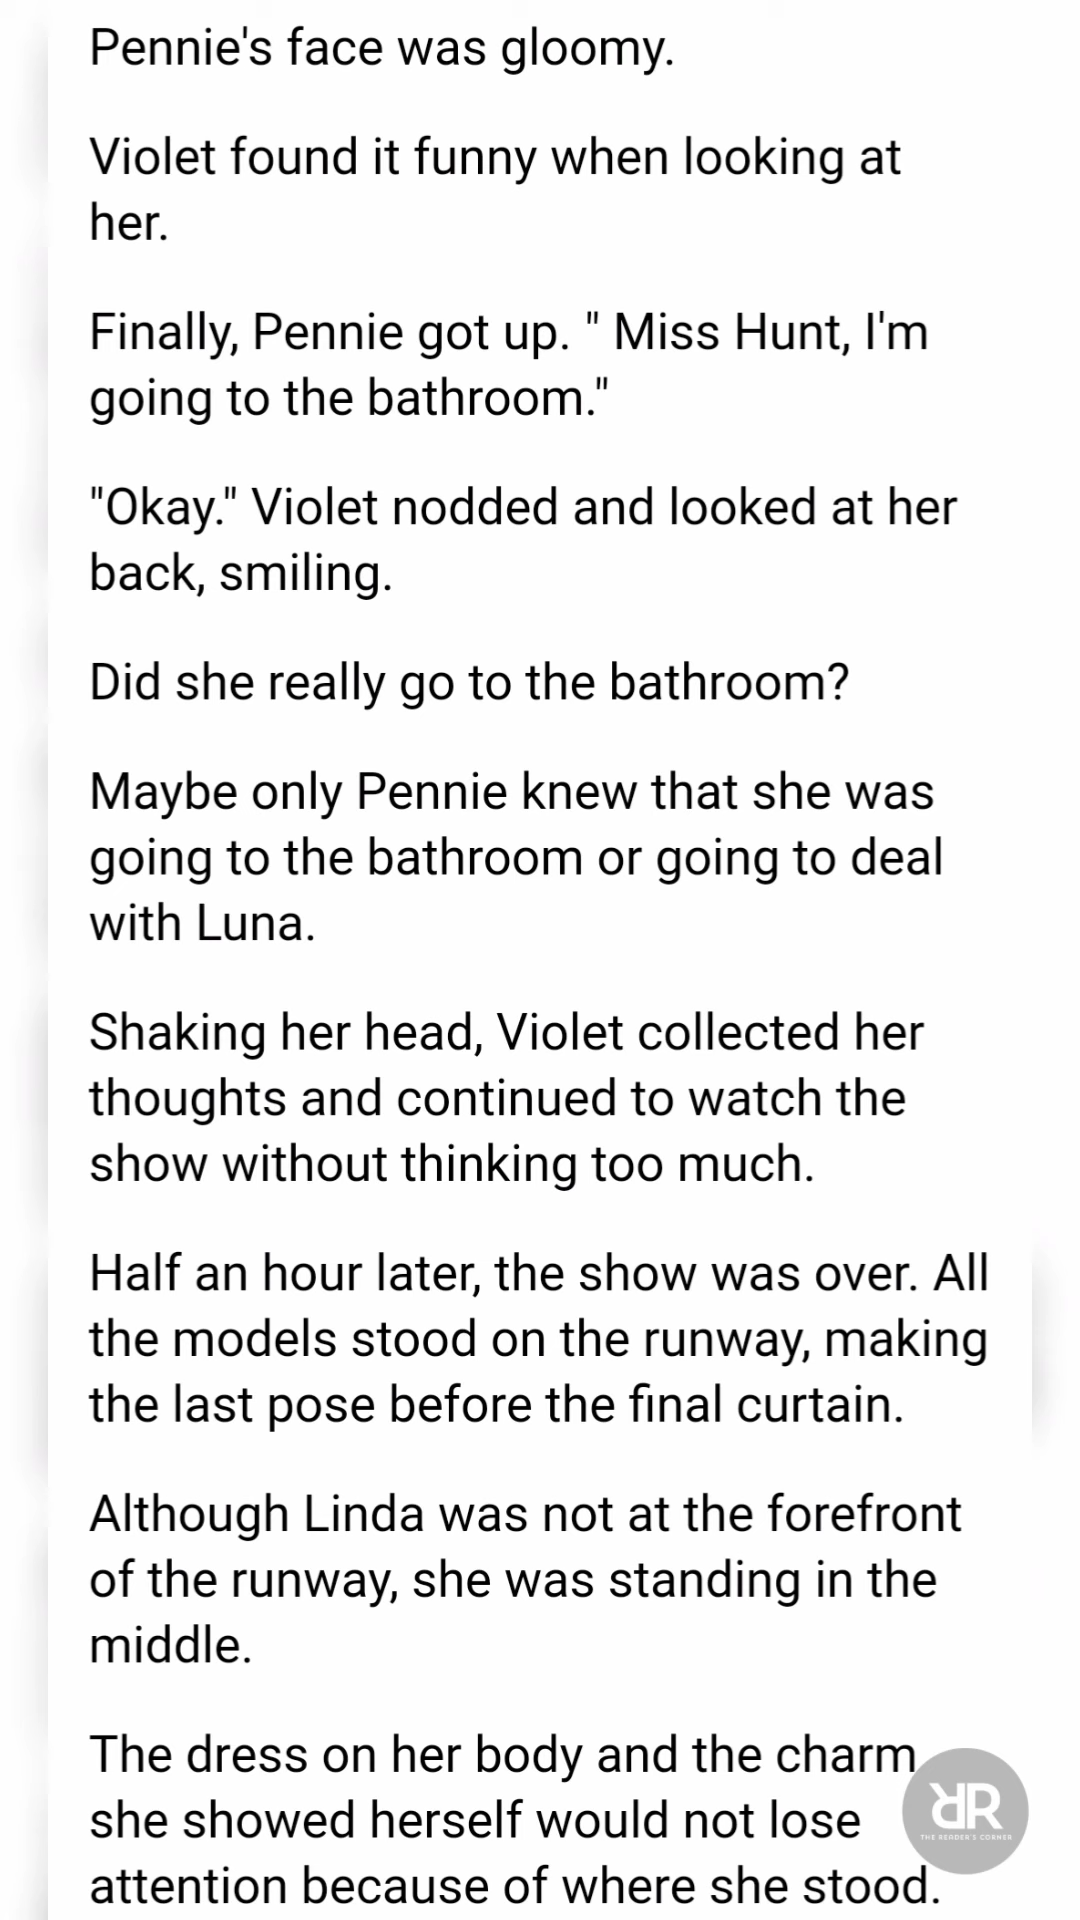 Pennie's face was gloomy.
Violet found it funny when looking at
her.
Finally, Pennie got up. " Miss Hunt, I'm
going to the bathroom."
"Okay." Violet nodded and looked at her
back, smiling.
Did she really go to the bathroom?
Maybe only Pennie knew that she was
going to the bathroom or going to deal
with Luna.
Shaking her head, Violet collected her
thoughts and continued to watch the
show without thinking too much.
Half an hour later, the show was over. All
the models stood on the runway, making
the last pose before the final curtain.
Although Linda was not at the forefront
of the runway, she was standing in the
middle.
The dress on her body and the charm
she showed herself would not lose
attention because of where she stood.
RR
THE READER'S CORNER